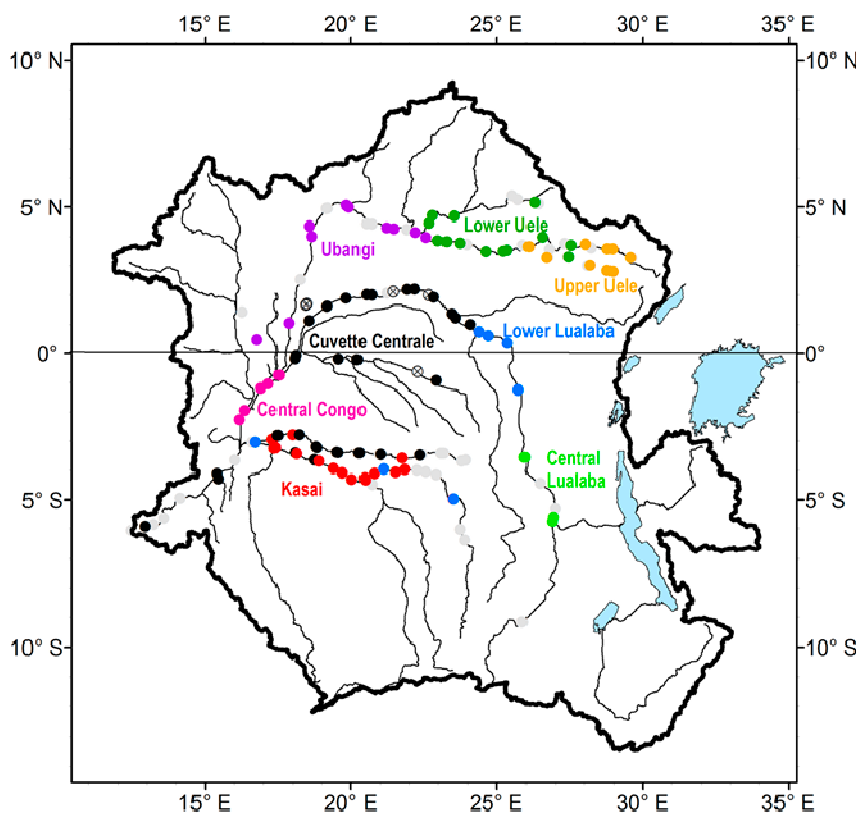 15° E 20° E 25° E 30° E 35° E
10° N 10° N
5° N 5° N
Lower Uele
Ubangi
Upper Uele
Lower Lualaba
Cuvette Centrale
0° 0°
Central Congo
Central
Lualaba
Kasai
5° S 5° S
10° S 10° S
15° E 20° E 25° E 30° E 35° E